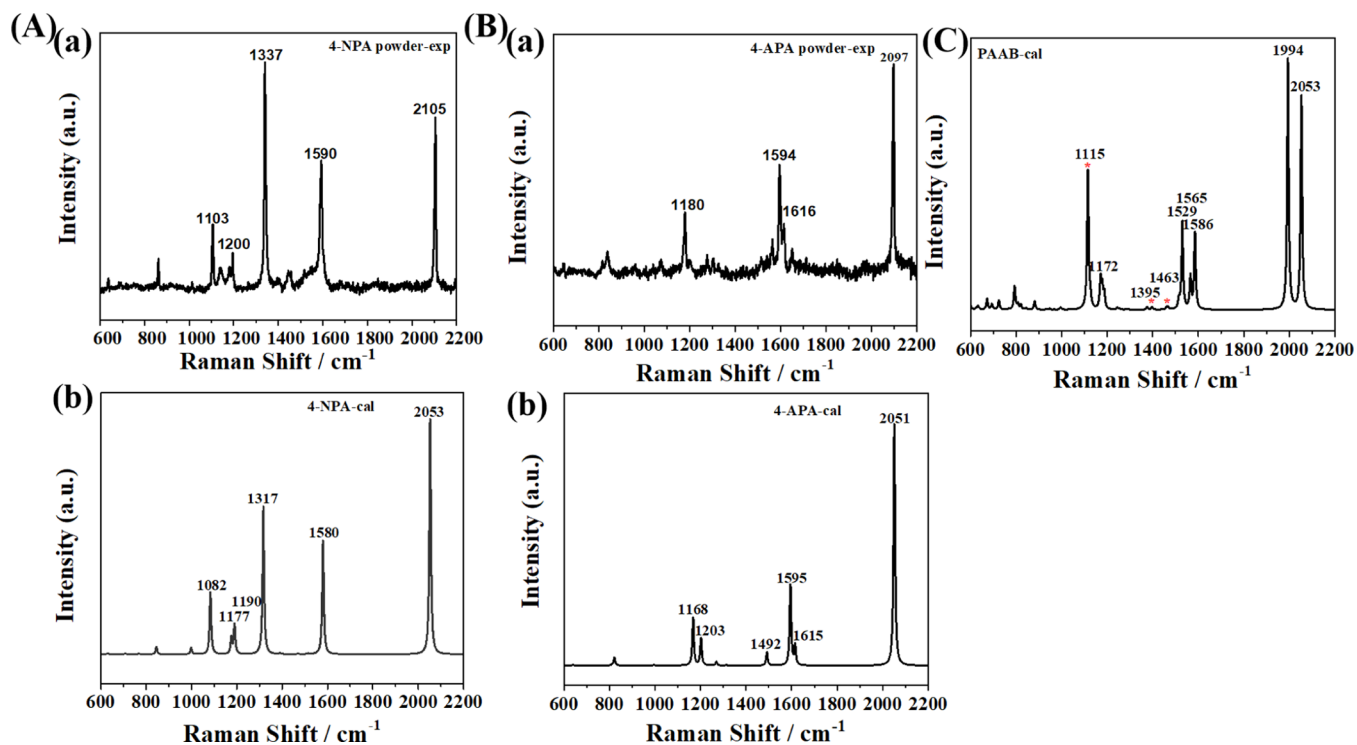 (A)
(a)
4-NPA powder-exp
1337
2105
1590
1103
1200
Intensity (a.u.)
600 800 1000 1200 1400 1600 1800 2000 2200
Raman Shift / cm-1
(B)
(a)
4-APA powder-exp
2097
1594
1616
1180
Intensity (a.u.)
600 800 1000 1200 1400 1600 1800 2000 2200
Raman Shift / cm-1
(C)
PAAB-cal
1994
2053
1115
*
1565
1529
1586
1172
1463
1395 * *
Intensity (a.u.)
600 800 1000 1200 1400 1600 1800 2000 2200
Raman Shift / cm-1
(b)
4-NPA-cal
2053
1317
1580
1082
1190
1177
Intensity (a.u.)
600 800 1000 1200 1400 1600 1800 2000 2200
Raman Shift / cm-1
(b)
4-APA-cal
2051
1595
1168
1203
1492
1615
Intensity (a.u.)
600 800 1000 1200 1400 1600 1800 2000 2200
Raman Shift / cm-1